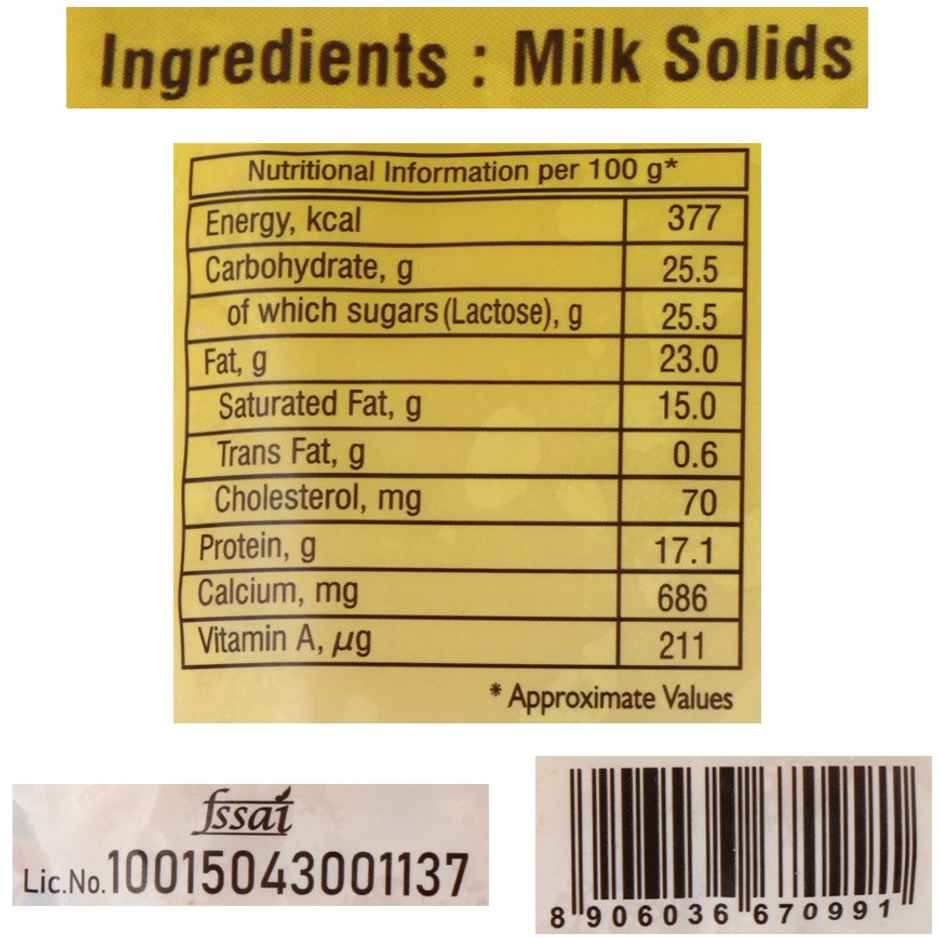 Ingredients : Milk Solids
Nutritional Information per 100 g*
Energy, kcal 377
Carbohydrate, g 25.5
of which sugars (Lactose), g 25.5
Fat, g 23.0
Saturated Fat, g 15.0
Trans Fat, g 0.6
Cholesterol, mg 70
Protein, g 17.1
Calcium, mg 686
Vitamin A, µg 211
* Approximate Values
fssai
Lic.No.10015043001137
8 906036 670991